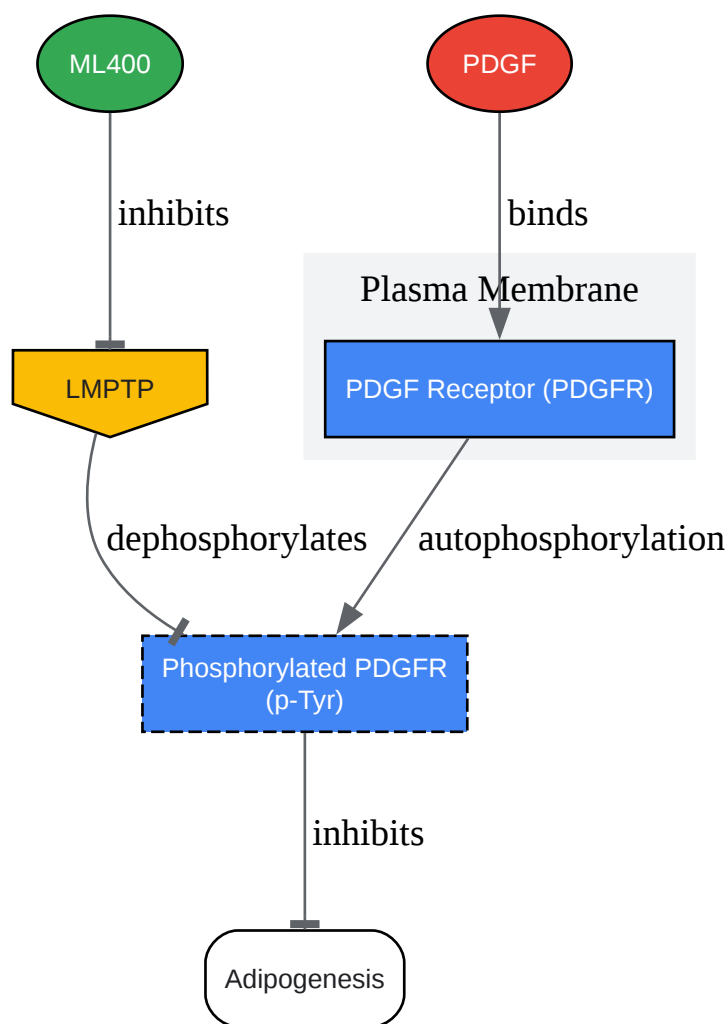 ML400
PDGF
inhibits
binds
Plasma Membrane
LMPTP
PDGF Receptor (PDGFR)
dephosphorylates
autophosphorylation
Phosphorylated PDGFR
(p-Tyr)
inhibits
Adipogenesis